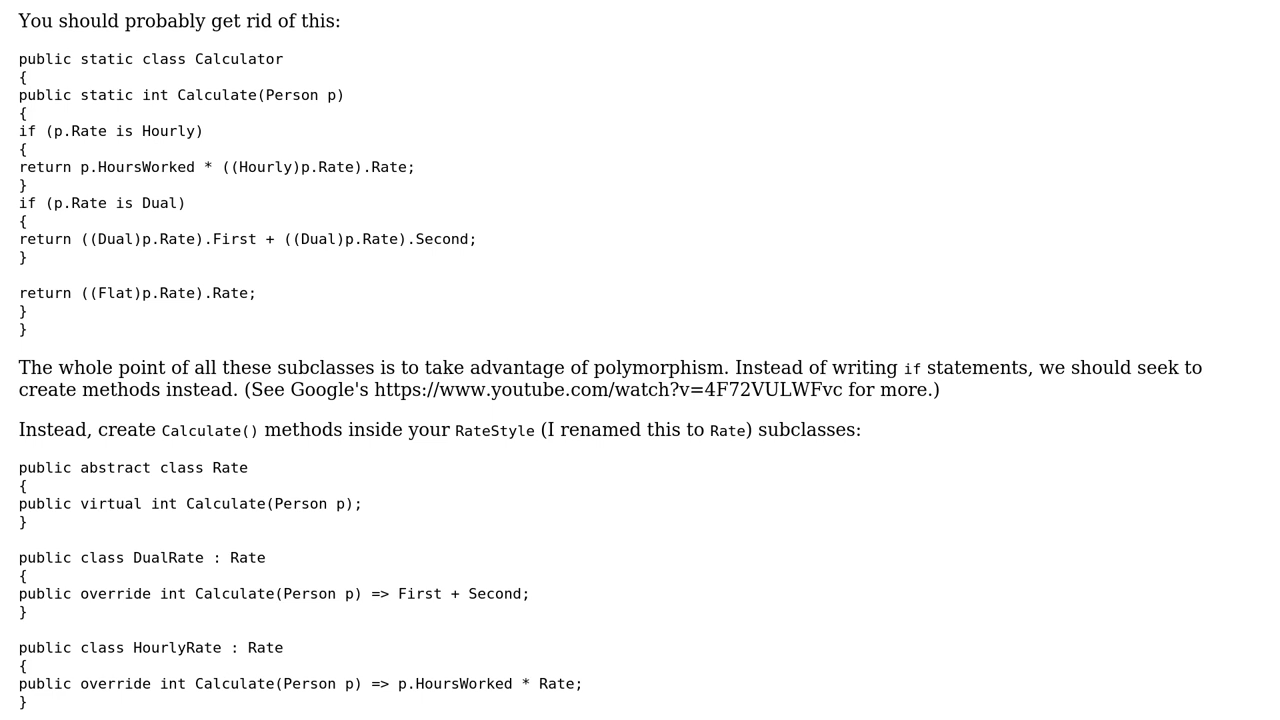 You should probably get rid of this:
public static class Calculator
{
public static int Calculate(Person p)
{
if (p.Rate is Hourly)
{
return p.HoursWorked * ((Hourly)p.Rate).Rate;
}
if (p.Rate is Dual)
{
return ((Dual)p.Rate).First + ((Dual)p.Rate).Second;
}
return ((Flat)p.Rate).Rate;
}
}
The whole point of all these subclasses is to take advantage of polymorphism. Instead of writing if statements, we should seek to
create methods instead. (See Google's https://www.youtube.com/watch?v=4F72VULWFvc for more.)
Instead, create Calculate() methods inside your RateStyle (I renamed this to Rate) subclasses:
public abstract class Rate
{
public virtual int Calculate(Person p);
}
public class DualRate : Rate
{
public override int Calculate(Person p) => First + Second;
}
public class HourlyRate : Rate
{
public override int Calculate(Person p) => p.HoursWorked * Rate;
}